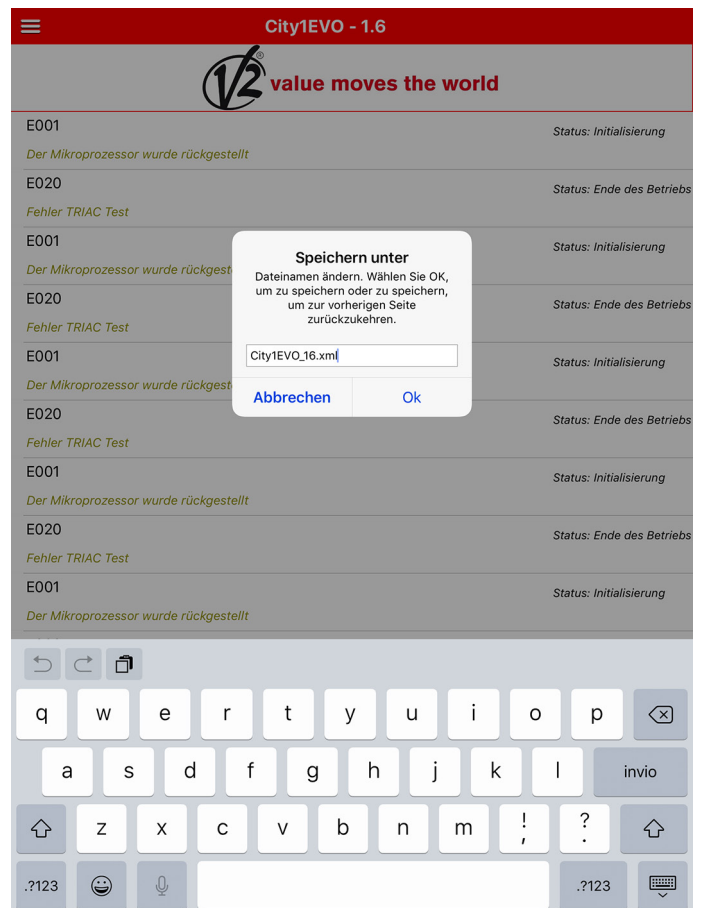 City1EVO - 1.6
V2® value moves the world
E001
Status: Initialisierung
Der Mikroprozessor wurde rückgestellt
E020
Status: Ende des Betriebs
Fehler TRIAC Test
E001
Status: Initialisierung
Der Mikroprozessor wurde rückgest
E020
Status: Ende des Betriebs
Fehler TRIAC Test
E001
Status: Initialisierung
Der Mikroprozessor wurde rückgest
E020
Status: Ende des Betriebs
Fehler TRIAC Test
E001
Status: Initialisierung
Der Mikroprozessor wurde rückgestellt
E020
Status: Ende des Betriebs
Fehler TRIAC Test
E001
Status: Initialisierung
Der Mikroprozessor wurde rückgestellt
Speichern unter
Dateinamen ändern. Wählen Sie OK,
um zu speichern oder zu speichern,
um zur vorherigen Seite
zurückzukehren.
City1EVO_16.xml
Abbrechen Ok
q w e r t y u i o p
a s d f g h j k l invio
z x c v b n m ! , ? .
.?123 .?123